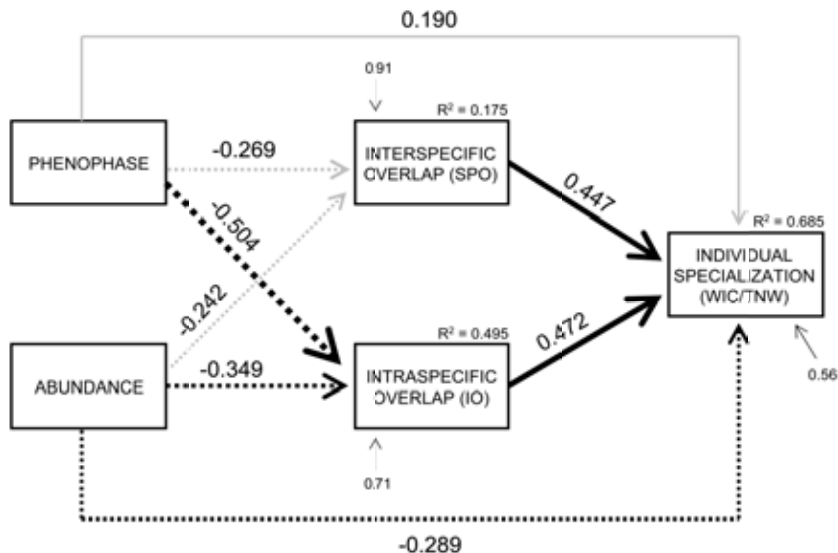 0.190
0.91
R² = 0.175
PHENOPHASE
-0.269
INTERSPECIFIC
OVERLAP (SPO)
0.447
-0.504
R² = 0.685
INDIVIDUAL
SPECIALIZATION
(WIC/TNW)
-0.242
R² = 0.495
0.472
ABUNDANCE
-0.349
INTRASPECIFIC
OVERLAP (IO)
0.56
0.71
-0.289